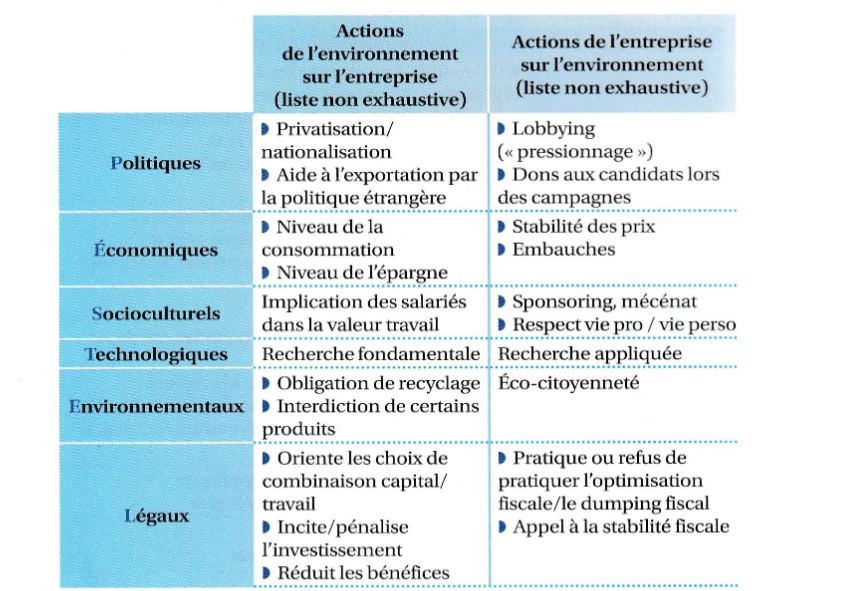 Actions
de l'environnement
sur l'entreprise
(liste non exhaustive)
Actions de l'entreprise
sur l'environnement
(liste non exhaustive)
Politiques
◗ Privatisation/
nationalisation
◗ Aide à l'exportation par
la politique étrangère
◗ Lobbying
(« pressionnage »)
◗ Dons aux candidats lors
des campagnes
Économiques
◗ Niveau de la
consommation
◗ Niveau de l'épargne
◗ Stabilité des prix
◗ Embauches
Socioculturels
Implication des salariés
dans la valeur travail
◗ Sponsoring, mécénat
◗ Respect vie pro / vie perso
Technologiques
Recherche fondamentale
Recherche appliquée
Environnementaux
◗ Obligation de recyclage
◗ Interdiction de certains
produits
Éco-citoyenneté
Légaux
◗ Oriente les choix de
combinaison capital/
travail
◗ Incite/pénalise
l'investissement
◗ Réduit les bénéfices
◗ Pratique ou refus de
pratiquer l'optimisation
fiscale/le dumping fiscal
◗ Appel à la stabilité fiscale